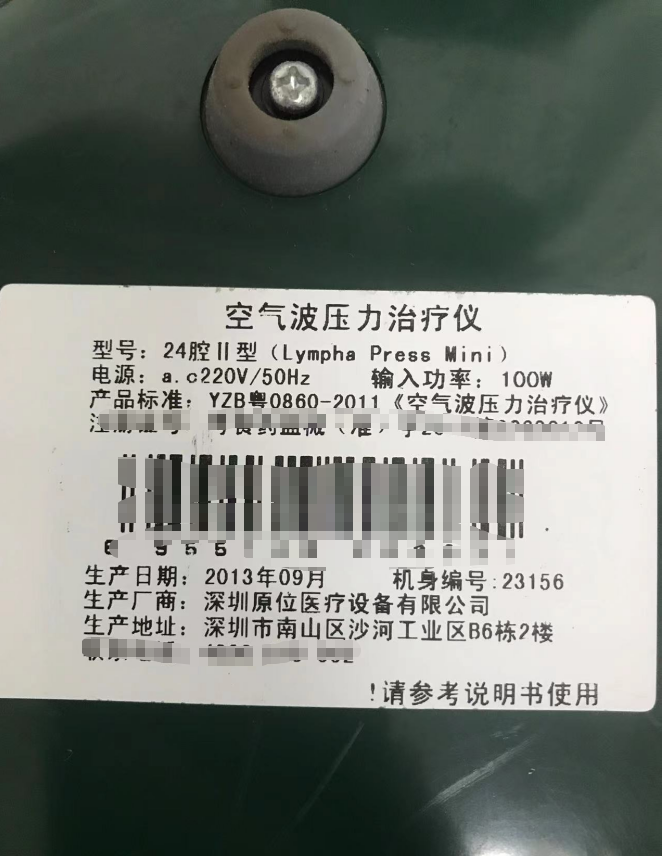 空气波压力治疗仪
型号：24腔Ⅱ型（Lympha Press Mini）
电源：a.c220V/50Hz 输入功率：100W
产品标准：YZB粤0860-2011《空气波压力治疗仪》
生产日期：2013年09月 机身编号:23156
生产厂商：深圳原位医疗设备有限公司
生产地址：深圳市南山区沙河工业区B6栋2楼
!请参考说明书使用